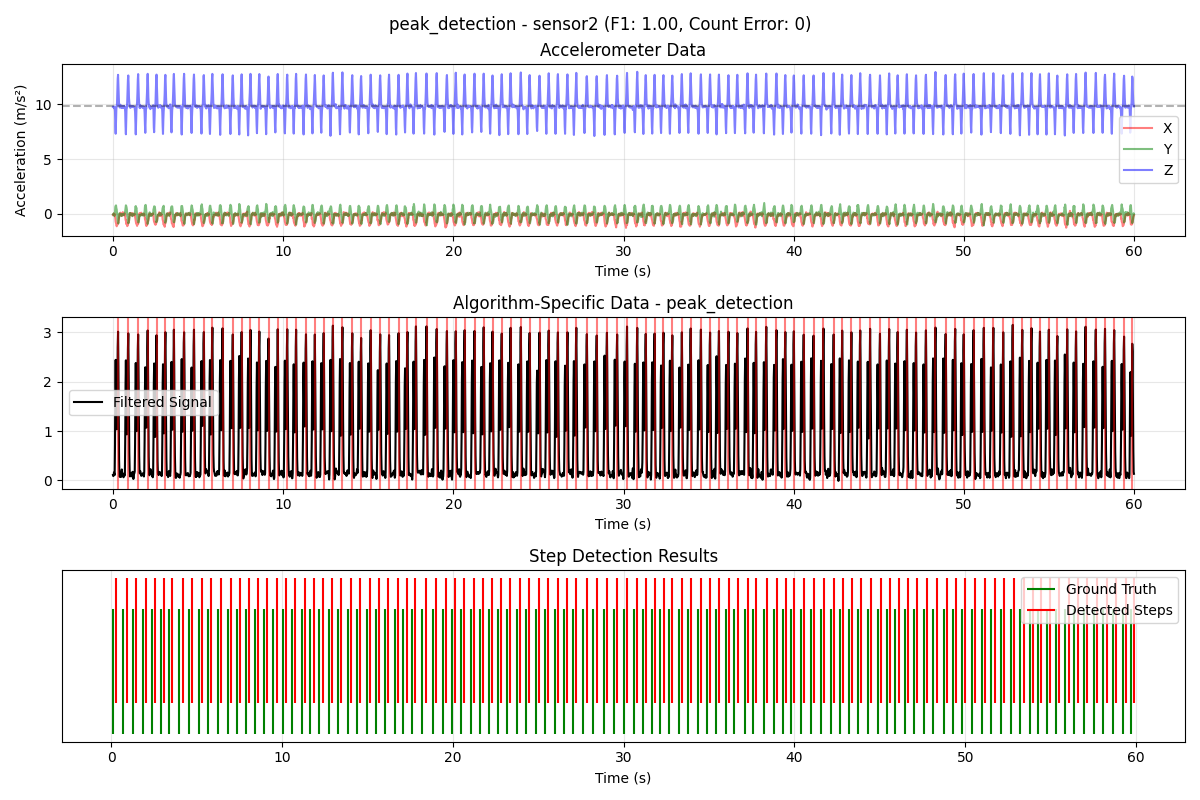 peak_detection - sensor2 (F1: 1.00, Count Error: 0)
Accelerometer Data
Acceleration (m/s²)
10
5
0
X
Y
Z
0 10 20 30 40 50 60
Time (s)
Algorithm-Specific Data - peak_detection
3
2
1
0
Filtered Signal
0 10 20 30 40 50 60
Time (s)
Step Detection Results
Ground Truth
Detected Steps
0 10 20 30 40 50 60
Time (s)